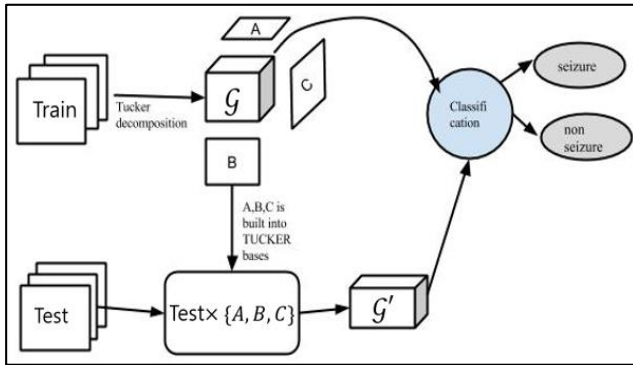 A
Train
Tucker
decomposition
𝒢
C
B
Classifi
cation
seizure
non
seizure
A,B,C is
built into
TUCKER
bases
Test
Test× {A, B, C}
𝒢′